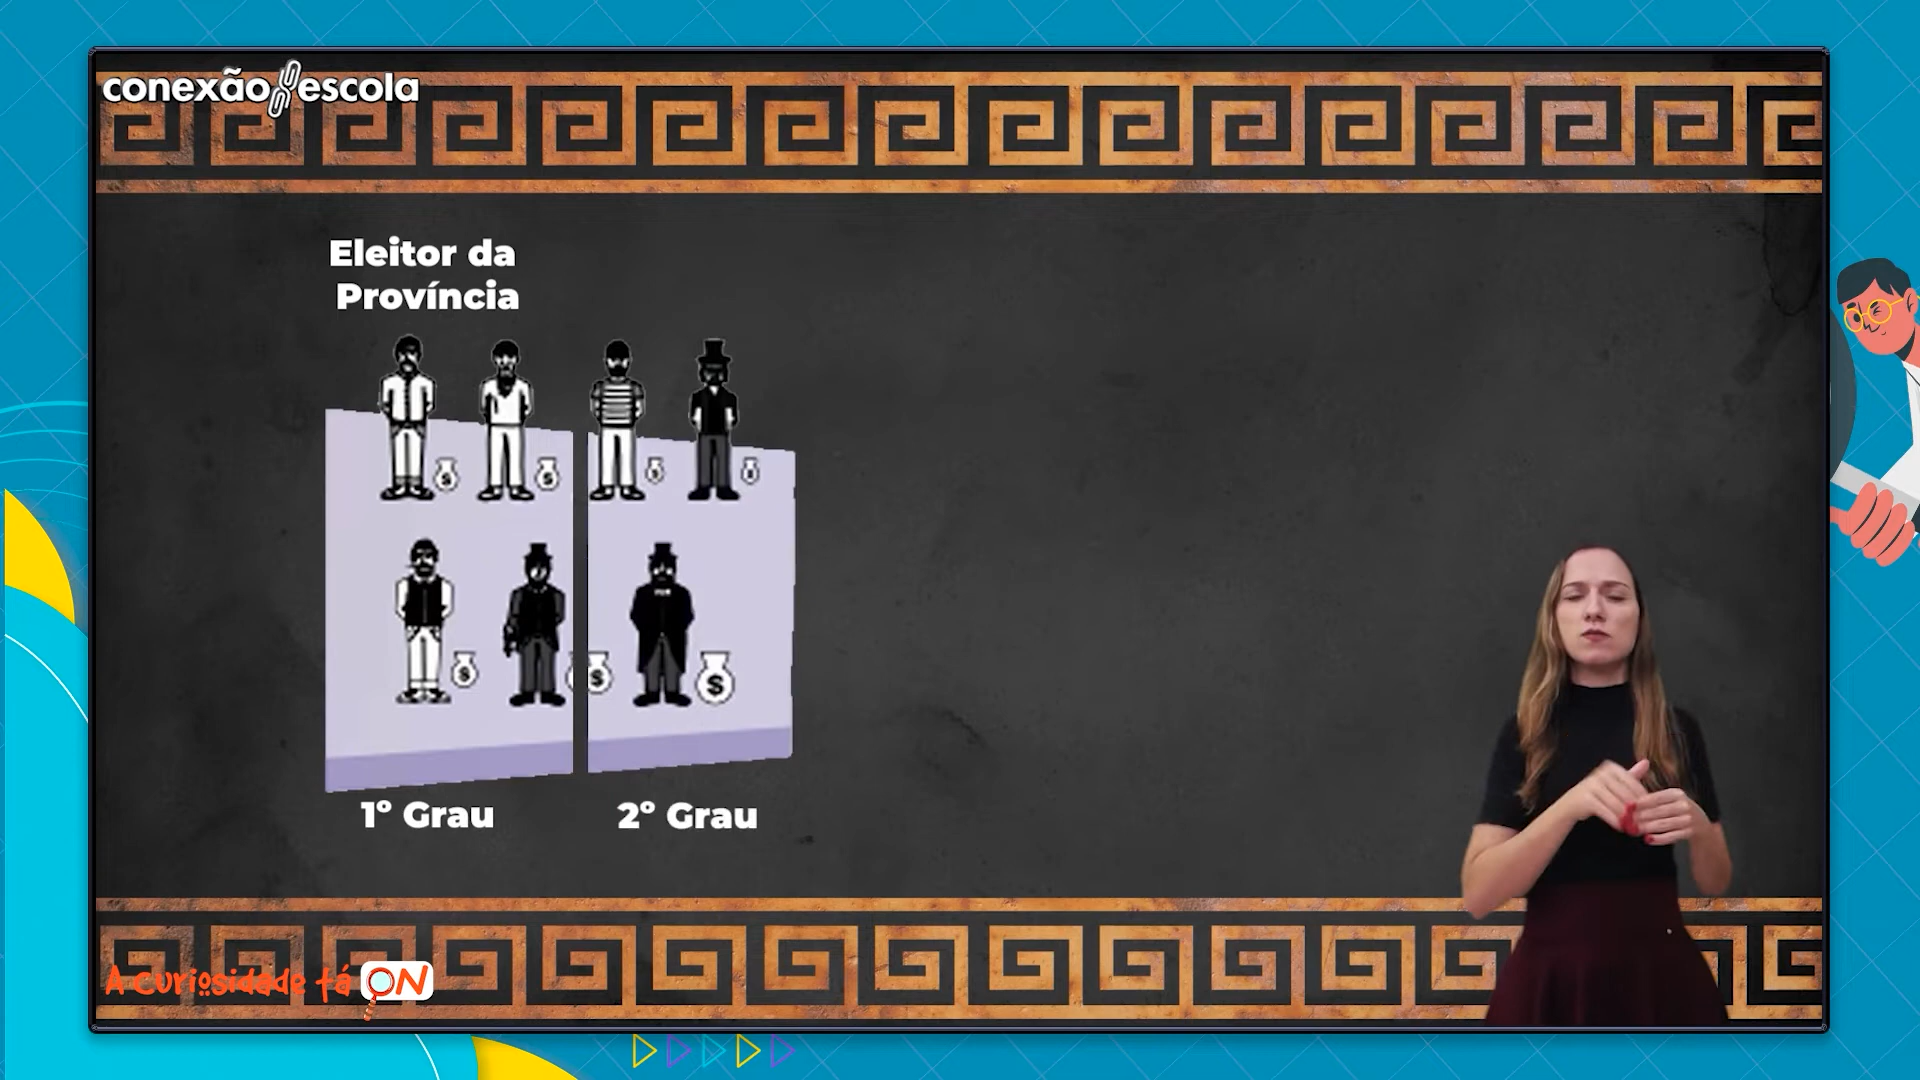 conexão escola
Eleitor da
Província
$ $ $ $
$ $ $
1º Grau 2º Grau
A curiosidade tá ON